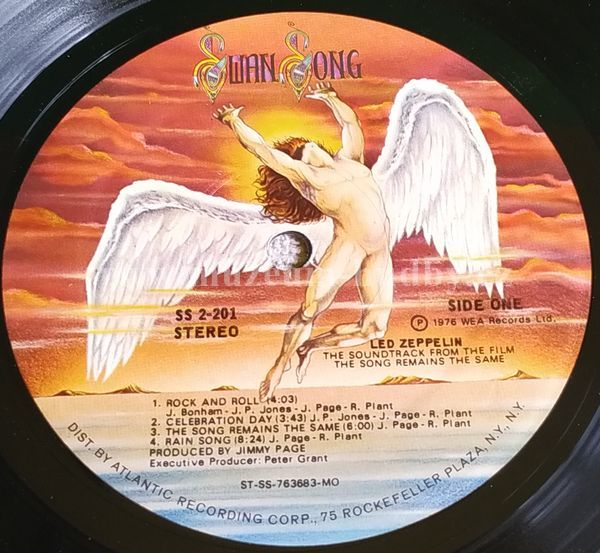 SWAN SONG
SS 2-201
STEREO
SIDE ONE
Ⓟ 1976 WEA Records Ltd.
LED ZEPPELIN
THE SOUNDTRACK FROM THE FILM
THE SONG REMAINS THE SAME
1. ROCK AND ROLL (4:03)
J. Bonham- J.P. Jones- J. Page- R. Plant
2. CELEBRATION DAY (3:43) J.P. Jones- J. Page- R. Plant
3. THE SONG REMAINS THE SAME (6:00) J. Page- R. Plant
4. RAIN SONG (8:24) J. Page- R. Plant
PRODUCED BY JIMMY PAGE
Executive Producer: Peter Grant
ST-SS-763683-MO
DIST. BY ATLANTIC RECORDING CORP., 75 ROCKEFELLER PLAZA, N.Y., N.Y.